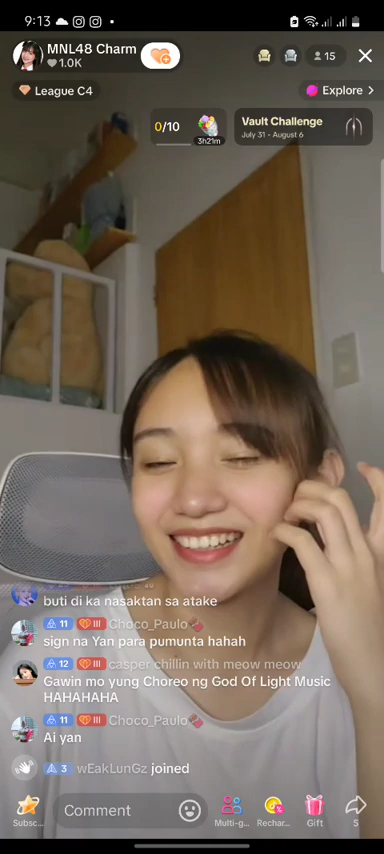 9:13
MNL48 Charm
1.0K
15
League C4
Explore >
0/10
3h21m
Vault Challenge
July 31 - August 6
buti di ka nasaktan sa atake
11 III Choco_Paulo
sign na Yan para pumunta hahah
12 III casper chillin with meow meow
Gawin mo yung Choreo ng God Of Light Music
HAHAHAHA
11 III Choco_Paulo
Ai yan
3 wEakLunGz joined
Subsc...
Comment
Multi-g...
Rechar...
Gift
5